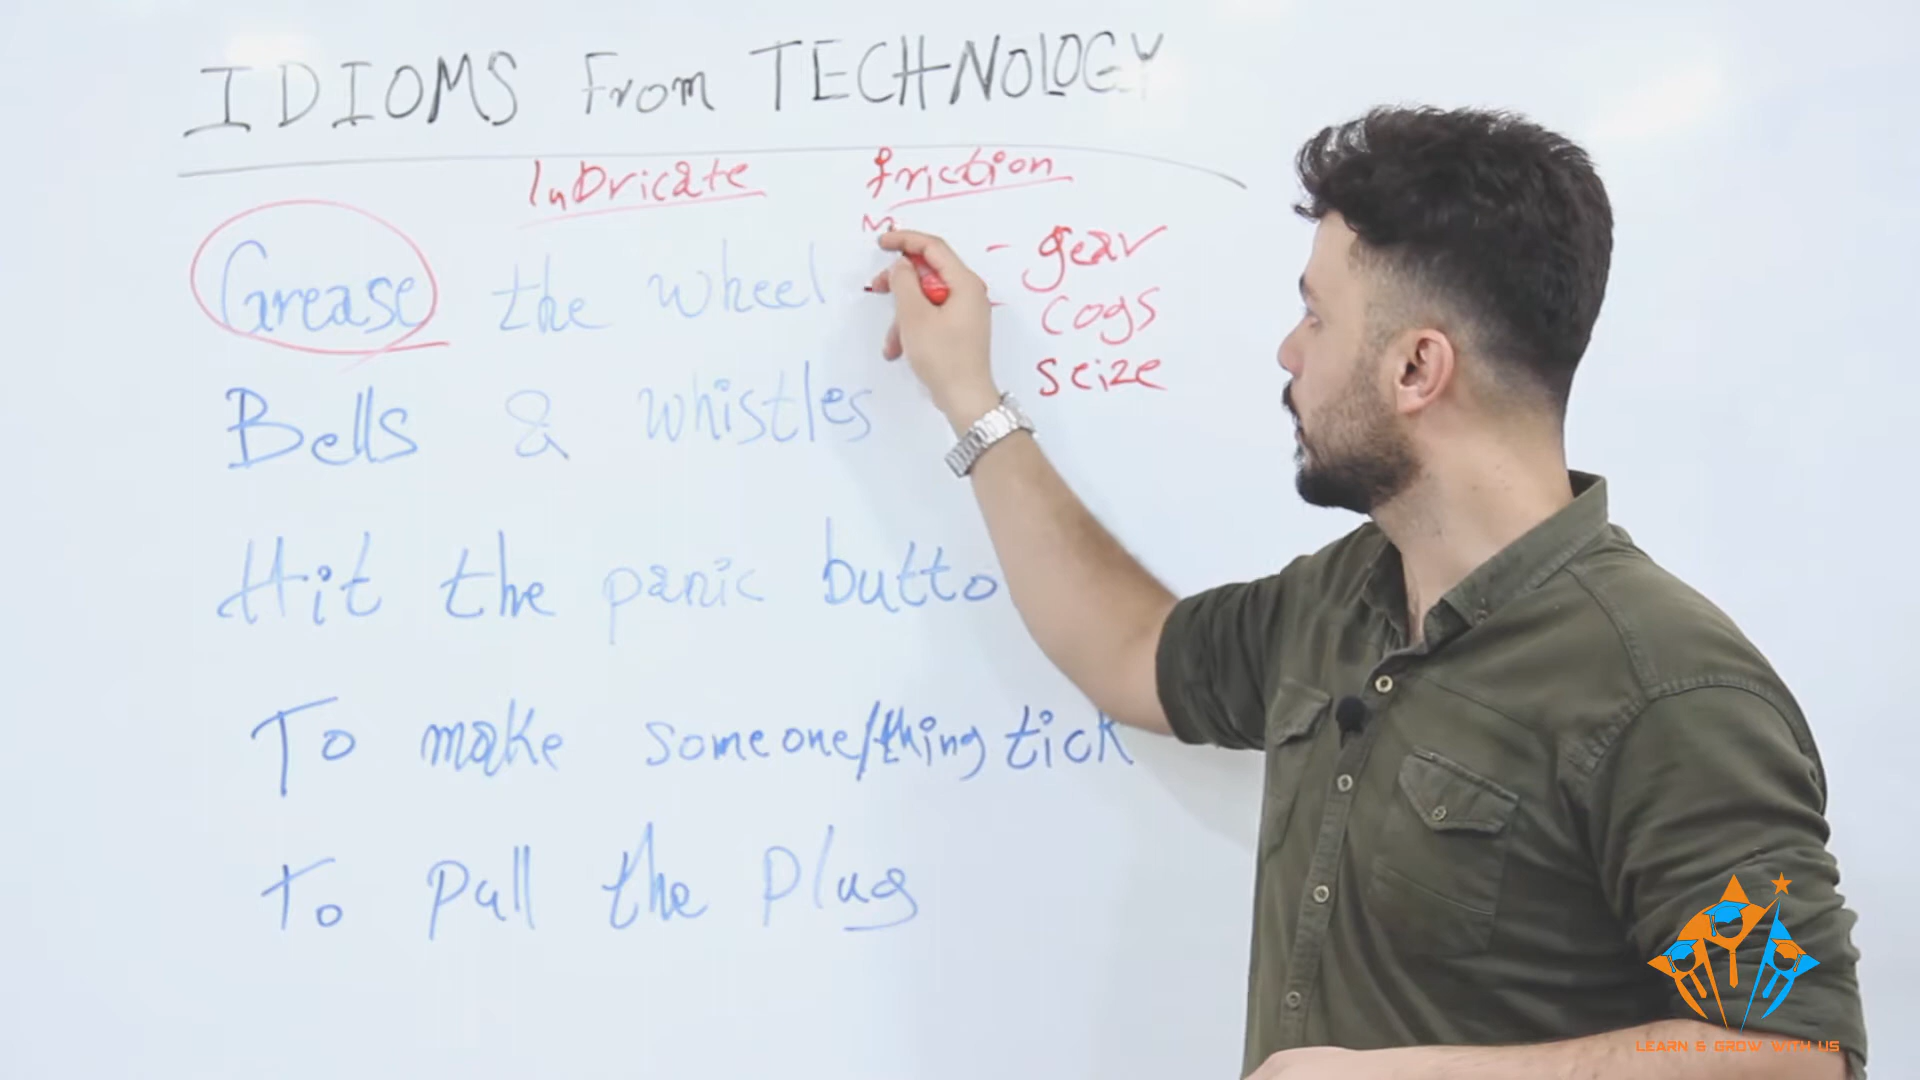 IDIOMS From TECHNOLOGY
lubricate friction
- gear
Grease the wheel
- cogs
seize
Bells & whistles
Hit the panic butto
To make someone/thing tick
To pull the plug
LEARN & GROW WITH US